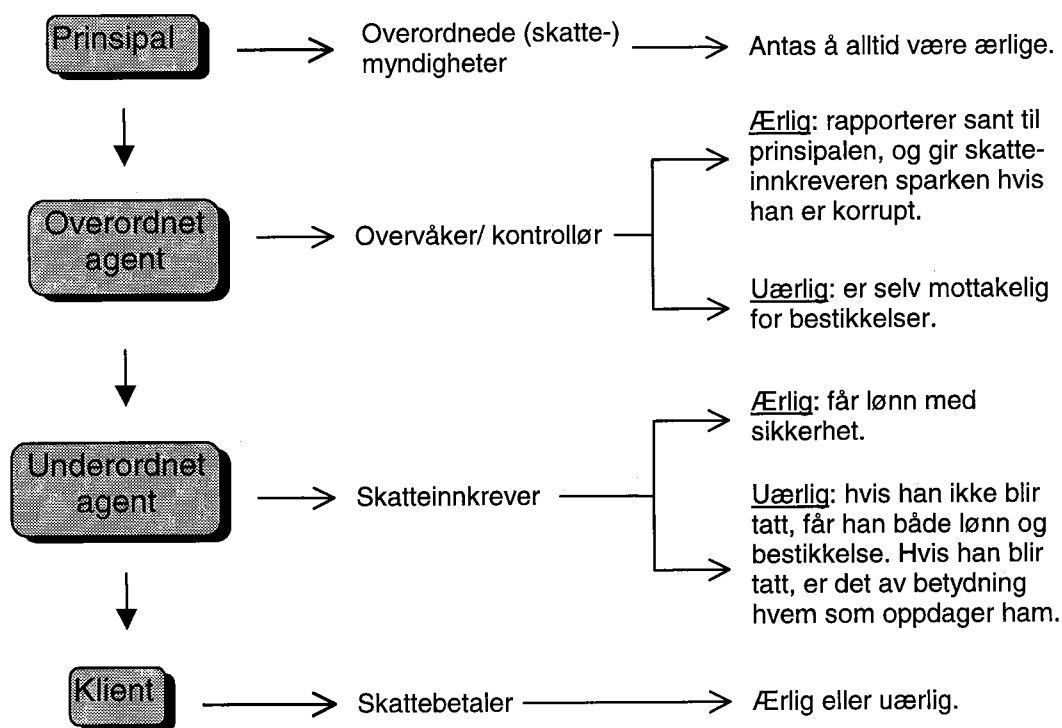 Prinsipal
Overordnede (skatte-)
myndigheter
Antas å alltid være ærlige.
Overordnet
agent
Overvåker/ kontrollør
Ærlig: rapporterer sant til
prinsipalen, og gir skatte-
innkreveren sparken hvis
han er korrupt.
Uærlig: er selv mottakelig
for bestikkelser.
Underordnet
agent
Skatteinnkrever
Ærlig: får lønn med
sikkerhet.
Uærlig: hvis han ikke blir
tatt, får han både lønn og
bestikkelse. Hvis han blir
tatt, er det av betydning
hvem som oppdager ham.
Klient
Skattebetaler
Ærlig eller uærlig.